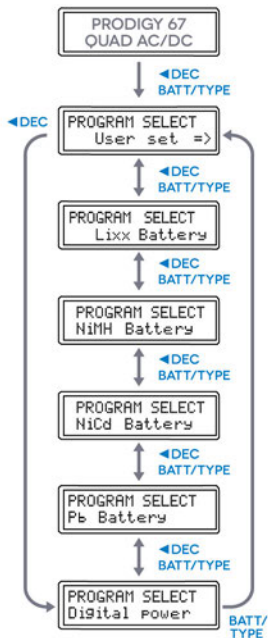 PRODIGY 67
QUAD AC/DC
◄DEC
BATT/TYPE
◄DEC
PROGRAM SELECT
User set =>
◄DEC
BATT/TYPE
PROGRAM SELECT
Lixx Battery
◄DEC
BATT/TYPE
PROGRAM SELECT
NiMH Battery
◄DEC
BATT/TYPE
PROGRAM SELECT
NiCd Battery
◄DEC
BATT/TYPE
PROGRAM SELECT
Pb Battery
◄DEC
BATT/TYPE
PROGRAM SELECT
Digital power
BATT/
TYPE